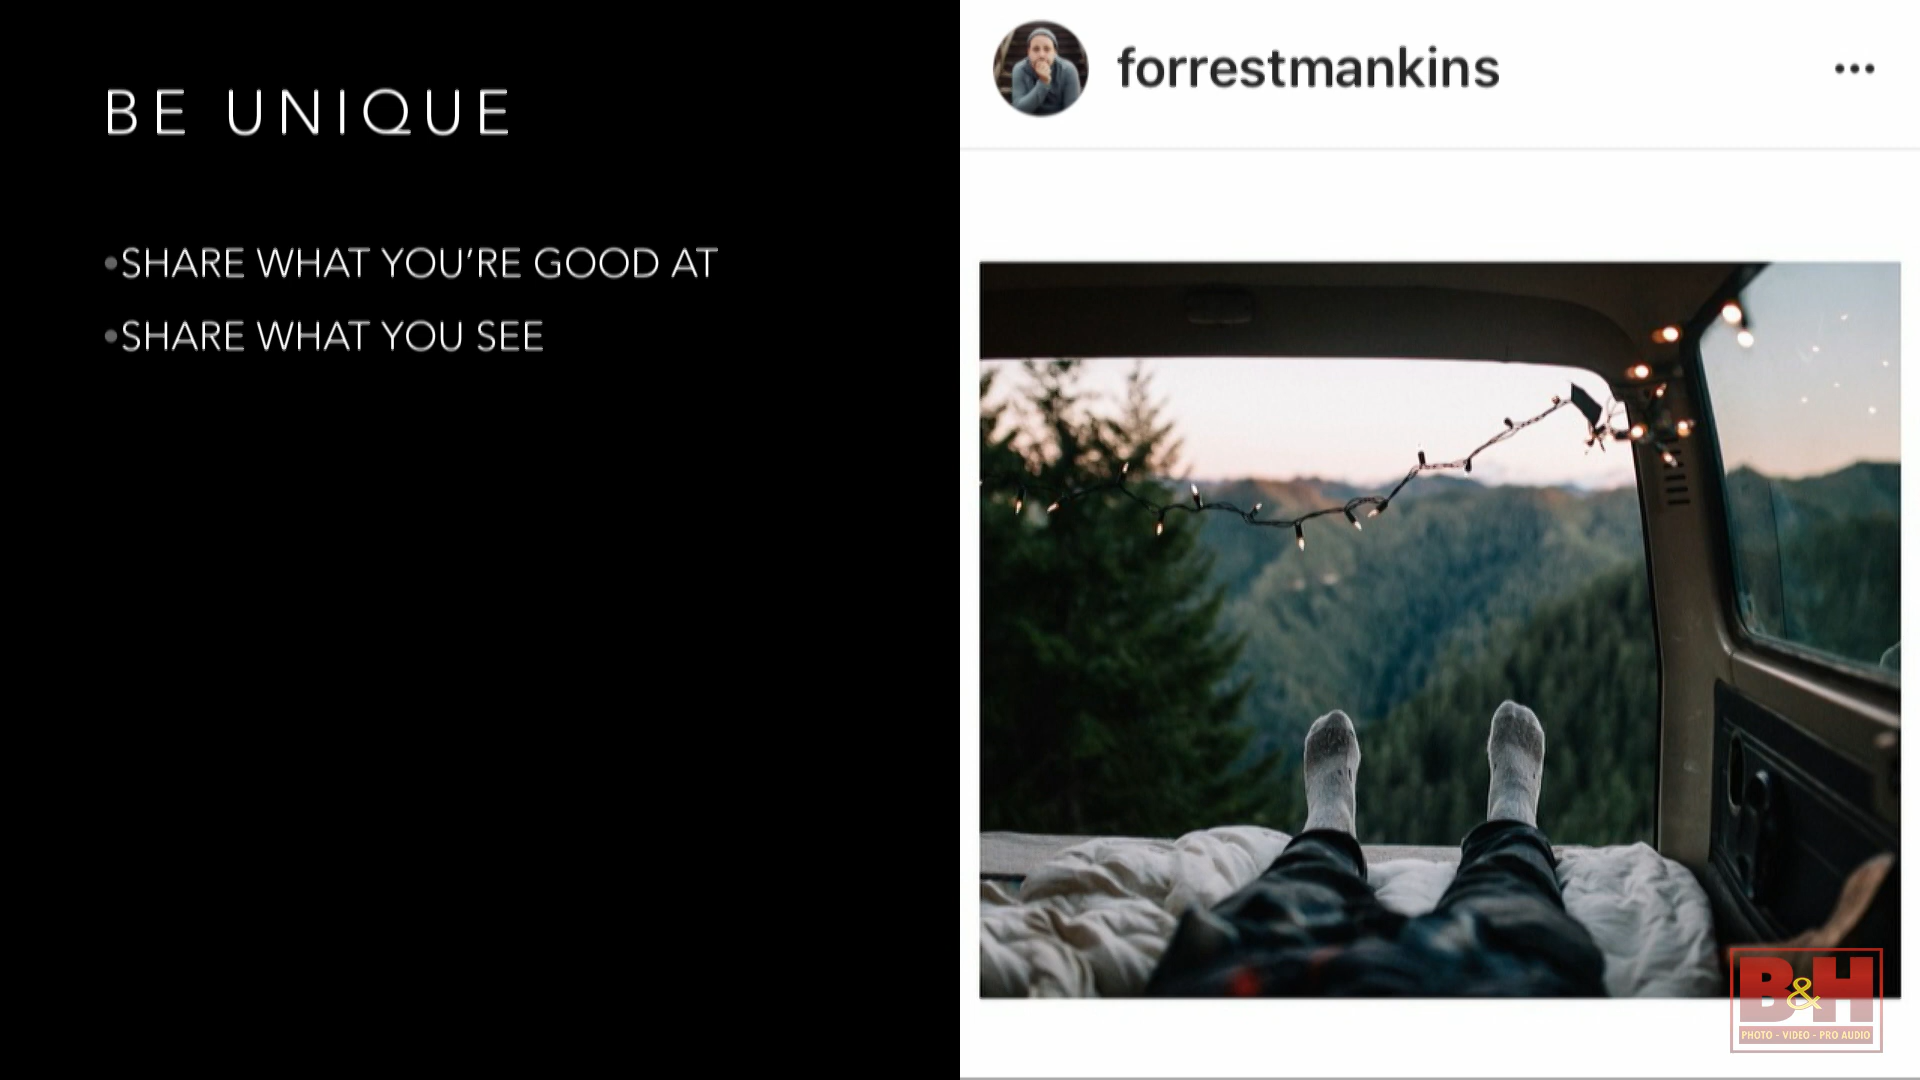 BE UNIQUE
•SHARE WHAT YOU’RE GOOD AT
•SHARE WHAT YOU SEE
forrestmankins
B&H
PHOTO - VIDEO - PRO AUDIO